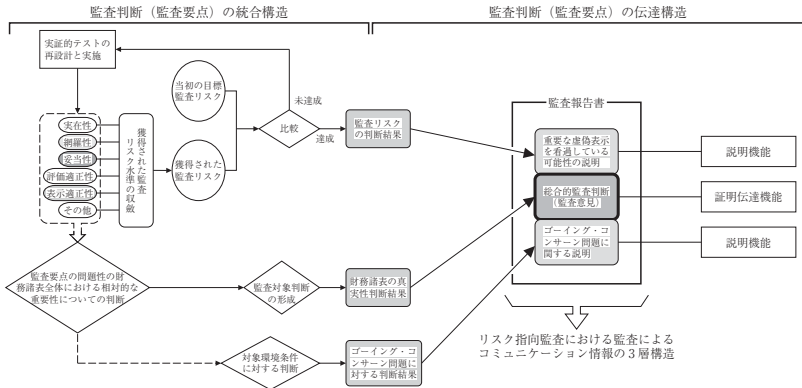 監査判断（監査要点）の統合構造
監査判断（監査要点）の伝達構造
実証的テストの
再設計と実施
当初の目標
監査リスク
未達成
比較
達成
監査リスク
の判断結果
実在性
網羅性
妥当性
評価適正性
表示適正性
その他
獲得された監査
リスク水準の収斂
獲得された
監査リスク
監査報告書
重要な虚偽表示
を看過している
可能性の説明
説明機能
総合的監査判断
（監査意見）
証明伝達機能
ゴーイング・コ
ンサーン問題に
関する説明
説明機能
監査要点の問題性の財
務諸表全体における相対的な
重要性についての判断
監査対象判断
の形成
財務諸表の真
実性判断結果
対象環境条件
に対する判断
ゴーイング・コ
ンサーン問題に
対する判断結果
リスク指向監査における監査による
コミュニケーション情報の３層構造